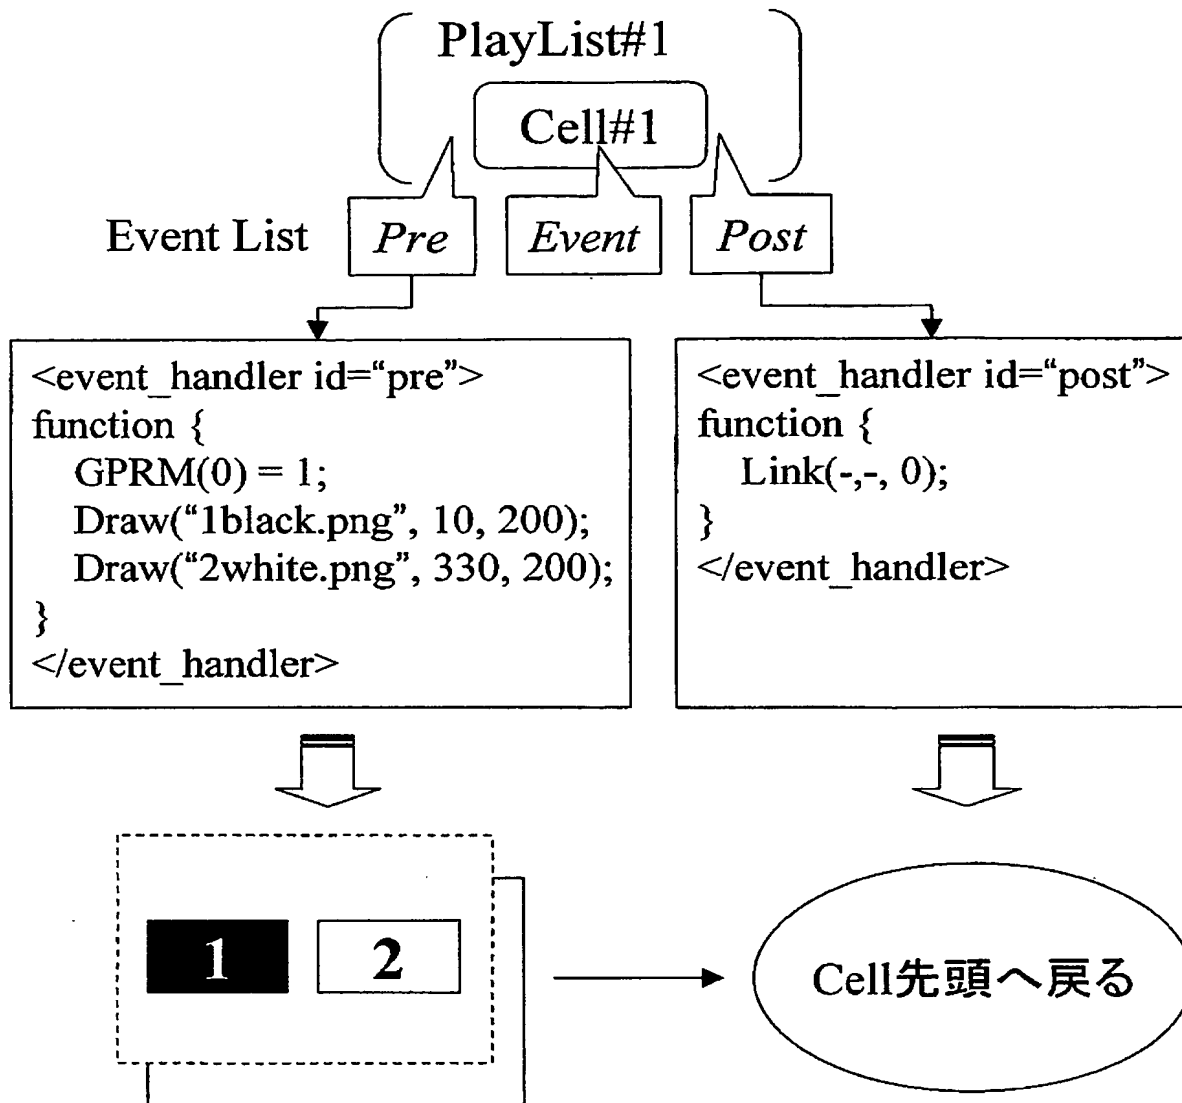 PlayList#1
Cell#1
Event List
Pre
Event
Post
<event_handler id=“pre”>
function {
GPRM(0) = 1;
Draw(“1black.png”, 10, 200);
Draw(“2white.png”, 330, 200);
}
</event_handler>
<event_handler id=“post”>
function {
Link(-,-, 0);
}
</event_handler>
1
2
Cell先頭へ戻る